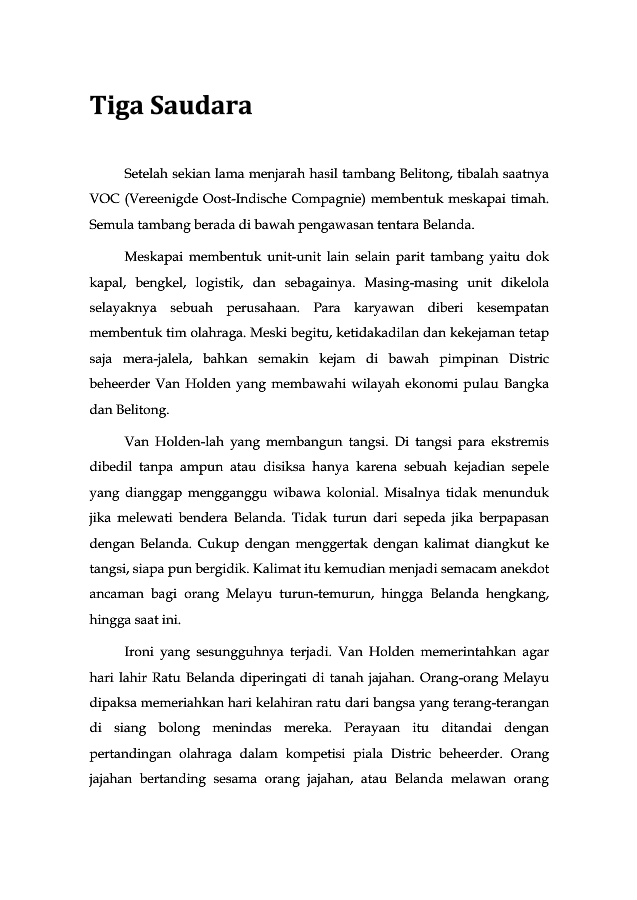 Tiga Saudara
Setelah sekian lama menjarah hasil tambang Belitong, tibalah saatnya
VOC (Vereenigde Oost-Indische Compagnie) membentuk meskapai timah.
Semula tambang berada di bawah pengawasan tentara Belanda.
Meskapai membentuk unit-unit lain selain parit tambang yaitu dok
kapal, bengkel, logistik, dan sebagainya. Masing-masing unit dikelola
selayaknya sebuah perusahaan. Para karyawan diberi kesempatan
membentuk tim olahraga. Meski begitu, ketidakadilan dan kekejaman tetap
saja mera-jalela, bahkan semakin kejam di bawah pimpinan Distric
beheerder Van Holden yang membawahi wilayah ekonomi pulau Bangka
dan Belitong.
Van Holden-lah yang membangun tangsi. Di tangsi para ekstremis
dibedil tanpa ampun atau disiksa hanya karena sebuah kejadian sepele
yang dianggap mengganggu wibawa kolonial. Misalnya tidak menunduk
jika melewati bendera Belanda. Tidak turun dari sepeda jika berpapasan
dengan Belanda. Cukup dengan menggertak dengan kalimat diangkut ke
tangsi, siapa pun bergidik. Kalimat itu kemudian menjadi semacam anekdot
ancaman bagi orang Melayu turun-temurun, hingga Belanda hengkang,
hingga saat ini.
Ironi yang sesungguhnya terjadi. Van Holden memerintahkan agar
hari lahir Ratu Belanda diperingati di tanah jajahan. Orang-orang Melayu
dipaksa memeriahkan hari kelahiran ratu dari bangsa yang terang-terangan
di siang bolong menindas mereka. Perayaan itu ditandai dengan
pertandingan olahraga dalam kompetisi piala Distric beheerder. Orang
jajahan bertanding sesama orang jajahan, atau Belanda melawan orang